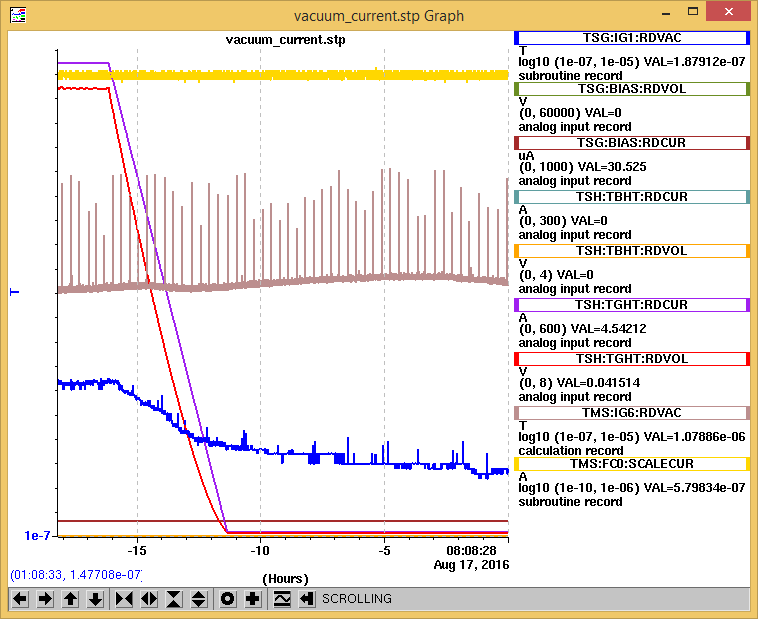 vacuum_current.stp Graph
vacuum_current.stp
T
1e-7
-15
-10
-5
08:08:28
Aug 17, 2016
(Hours)
(01:08:33, 1.47708e-07)
TSG:IG1:RDVAC
T
log10 (1e-07, 1e-05) VAL=1.87912e-07
subroutine record
TSG:BIAS:RDVOL
V
(0, 60000) VAL=0
analog input record
TSG:BIAS:RDCUR
uA
(0, 1000) VAL=30.525
analog input record
TSH:TBHT:RDCUR
A
(0, 300) VAL=0
analog input record
TSH:TBHT:RDVOL
V
(0, 4) VAL=0
analog input record
TSH:TGHT:RDCUR
A
(0, 600) VAL=4.54212
analog input record
TSH:TGHT:RDVOL
V
(0, 8) VAL=0.041514
analog input record
TMS:IG6:RDVAC
T
log10 (1e-07, 1e-05) VAL=1.07886e-06
calculation record
TMS:FC0:SCALECUR
A
log10 (1e-10, 1e-06) VAL=5.79834e-07
subroutine record
SCROLLING